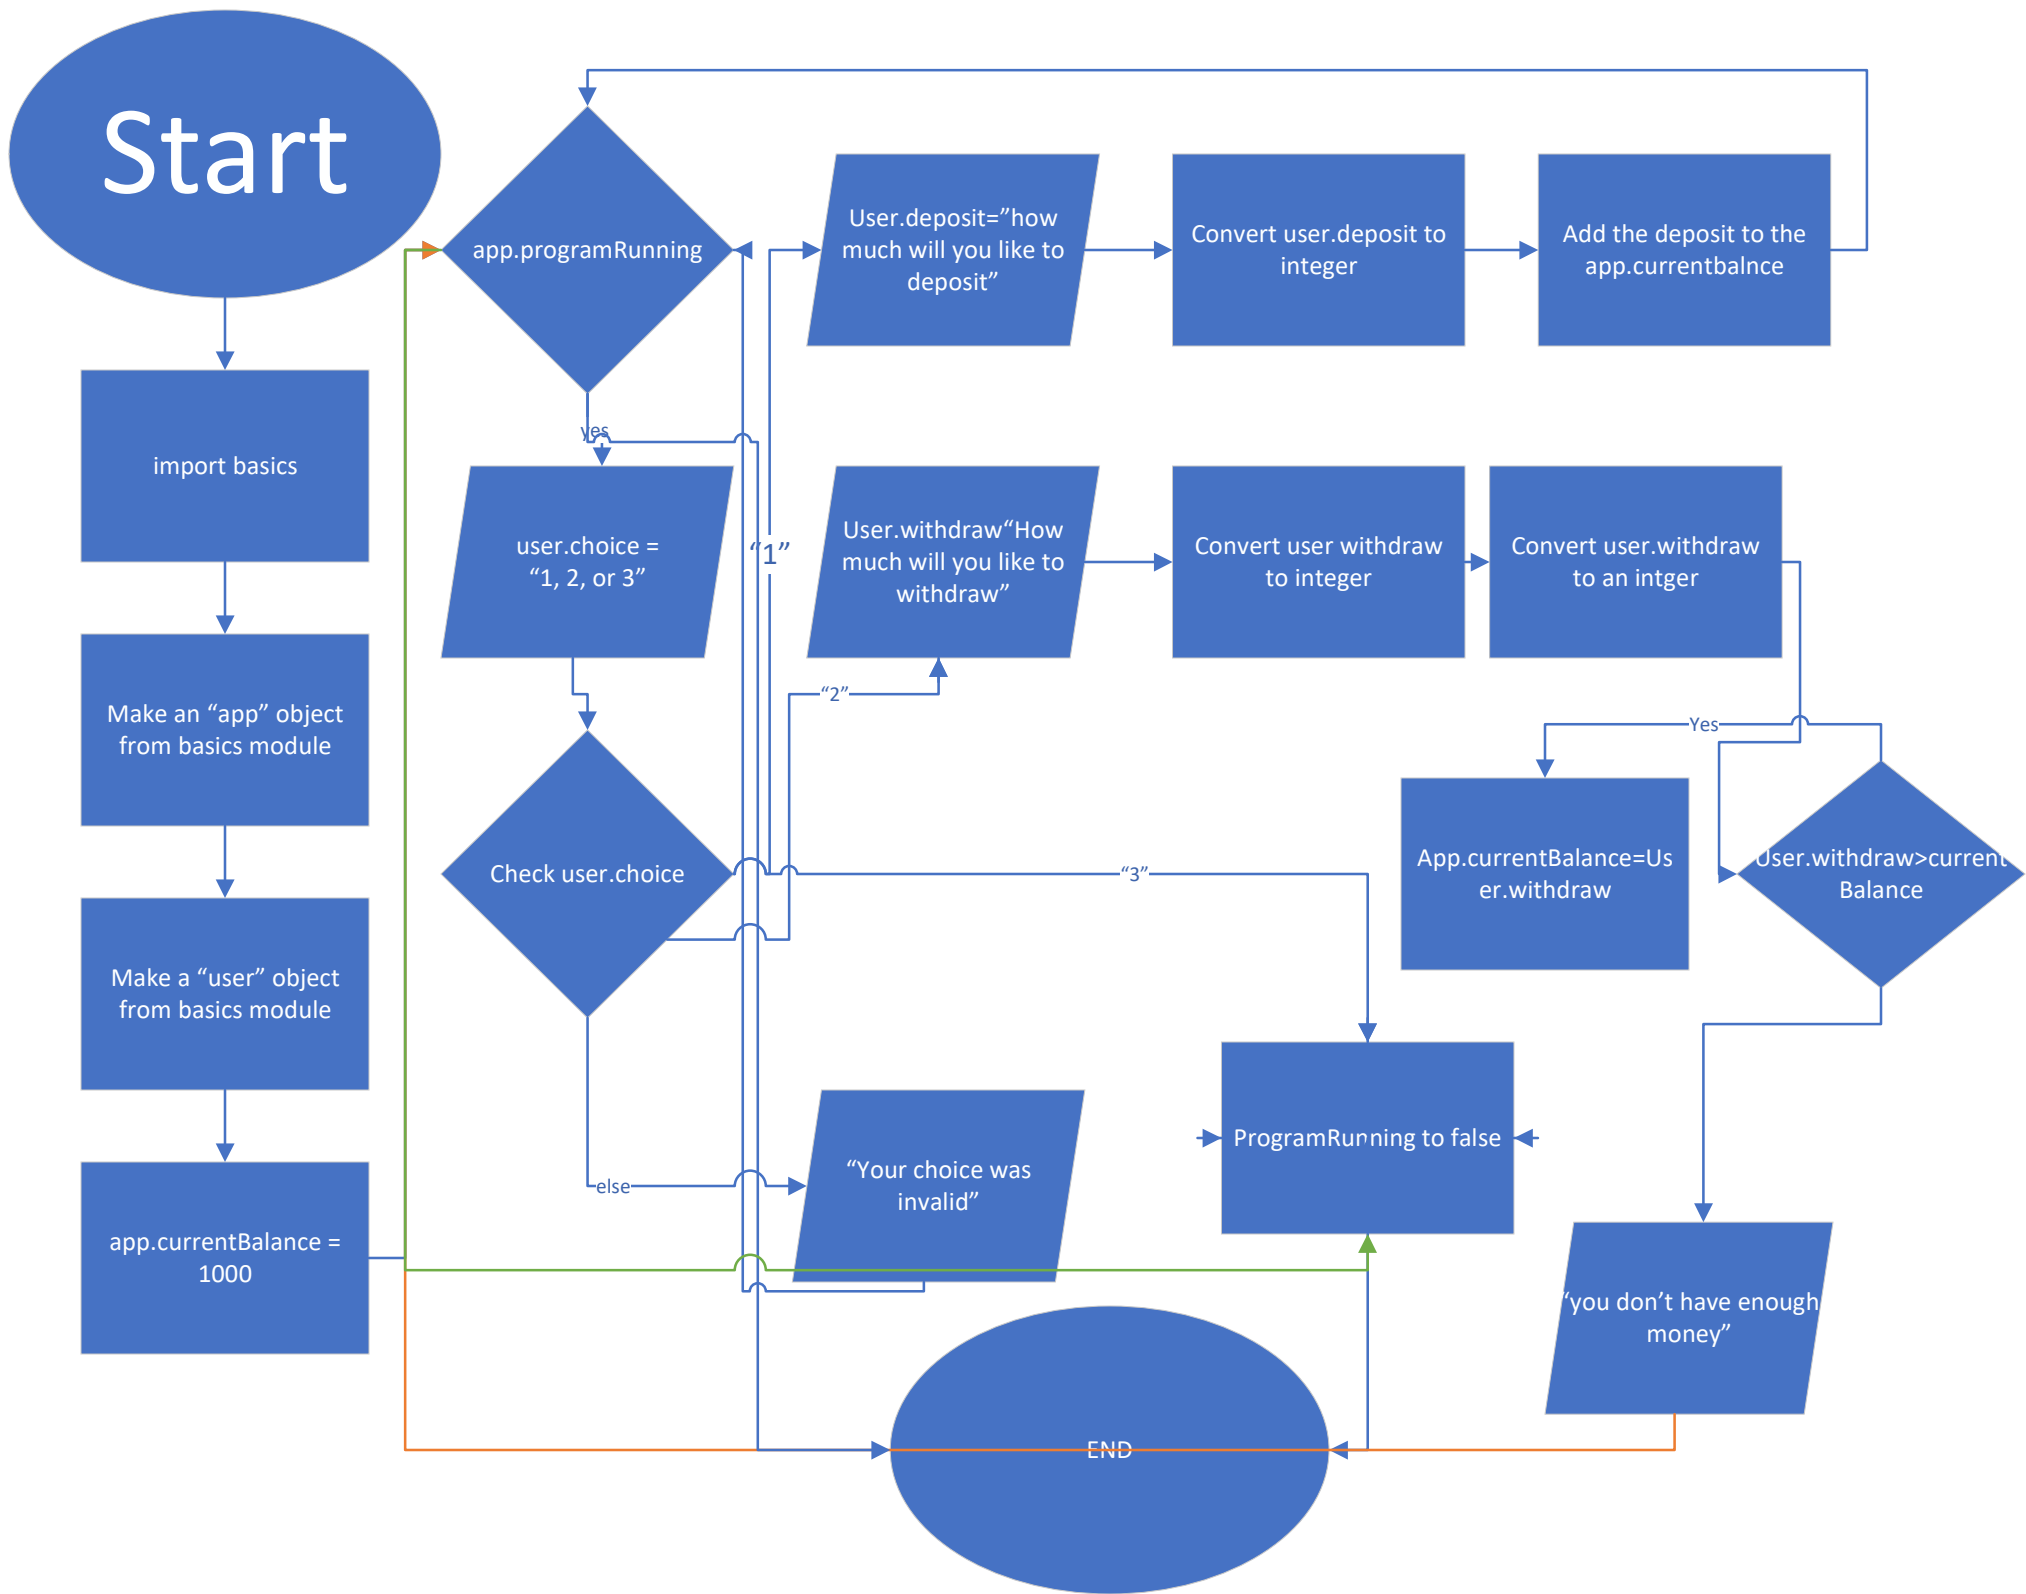 Start
import basics
Make an “app” object
from basics module
Make a “user” object
from basics module
app.currentBalance =
1000
app.programRunning
yes
user.choice =
“1, 2, or 3”
Check user.choice
“1”
“2”
“3”
else
User.deposit=”how
much will you like to
deposit”
Convert user.deposit to
integer
Add the deposit to the
app.currentbalnce
User.withdraw“How
much will you like to
withdraw”
Convert user withdraw
to integer
Convert user.withdraw
to an intger
Yes
App.currentBalance=Us
er.withdraw
User.withdraw>current
Balance
“Your choice was
invalid”
ProgramRunning to false
“you don’t have enough
money”
END